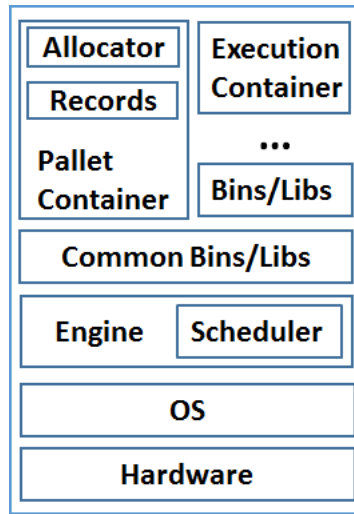 Allocator
Records
Pallet
Container
Execution
Container
...
Bins/Libs
Common Bins/Libs
Engine
Scheduler
OS
Hardware